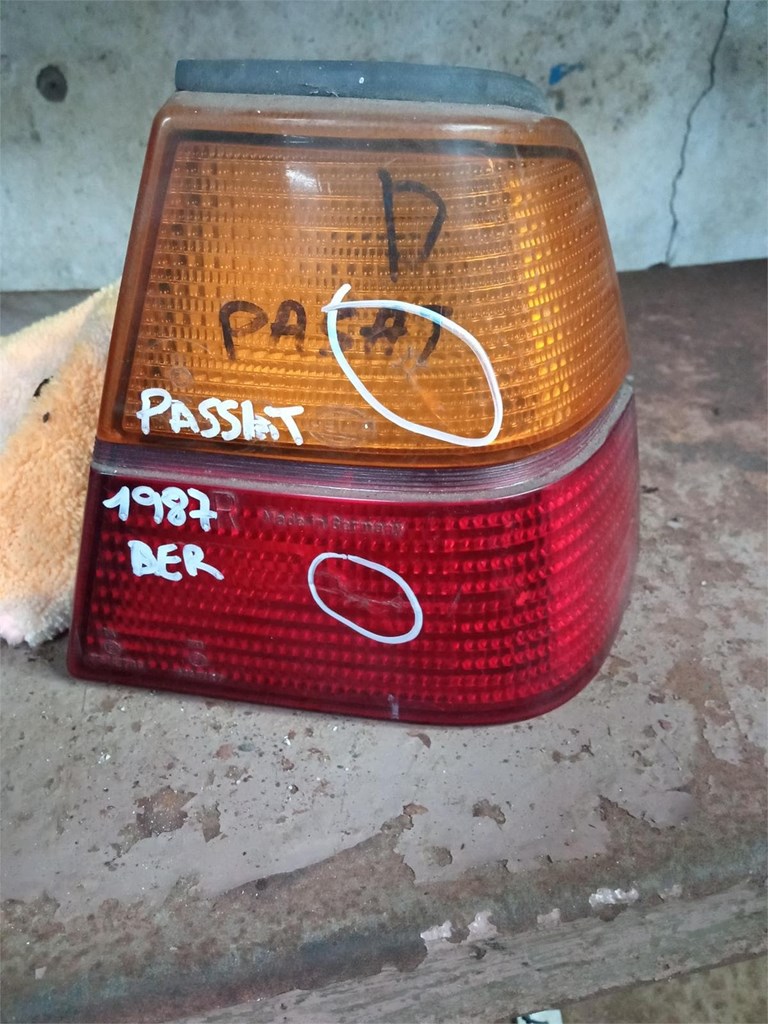 D
PASAT
PASSAT
1987 R Made in Germany
DER